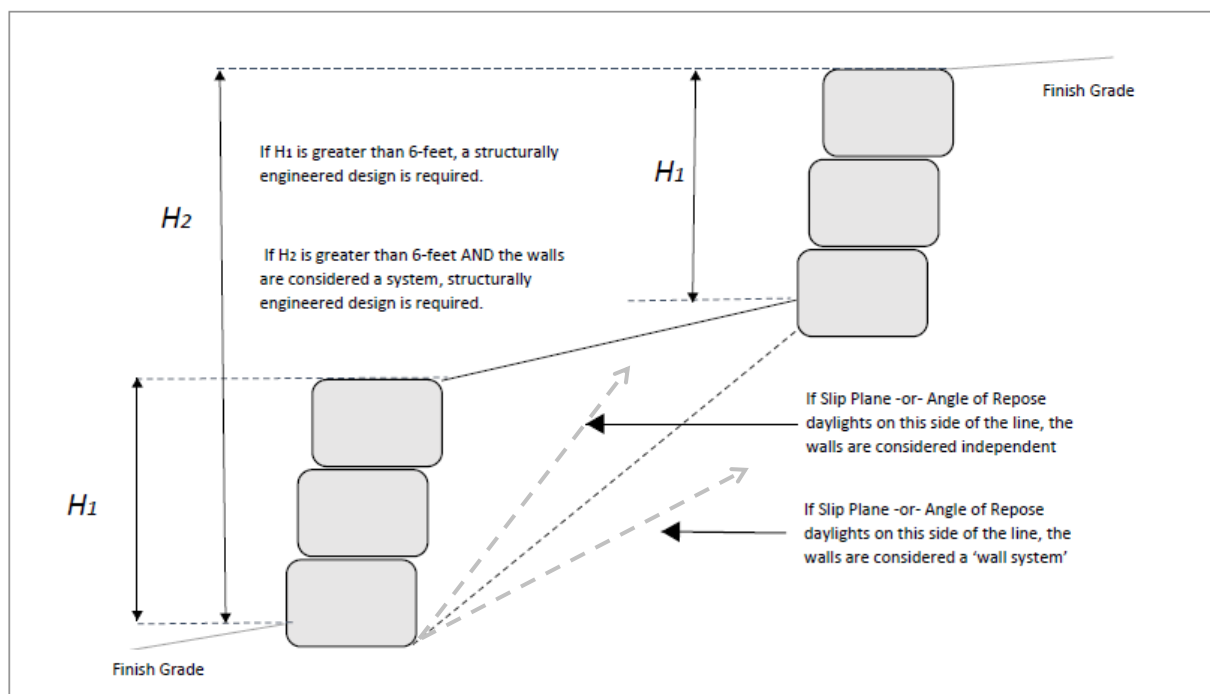 Finish Grade
If H1 is greater than 6-feet, a structurally
engineered design is required.
H1
H2
If H2 is greater than 6-feet AND the walls
are considered a system, structurally
engineered design is required.
If Slip Plane -or- Angle of Repose
daylights on this side of the line, the
walls are considered independent
H1
If Slip Plane -or- Angle of Repose
daylights on this side of the line, the
walls are considered a ‘wall system’
Finish Grade